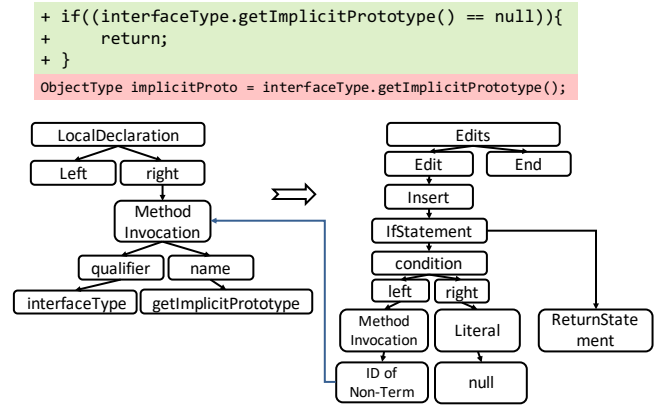 + if((interfaceType.getImplicitPrototype() == null)){
+     return;
+ }
ObjectType implicitProto = interfaceType.getImplicitPrototype();
LocalDeclaration
Left
right
Method
Invocation
qualifier
name
interfaceType
getImplicitPrototype
Edits
Edit
End
Insert
IfStatement
condition
left
right
Method
Invocation
Literal
ReturnState
ment
ID of
Non-Term
null